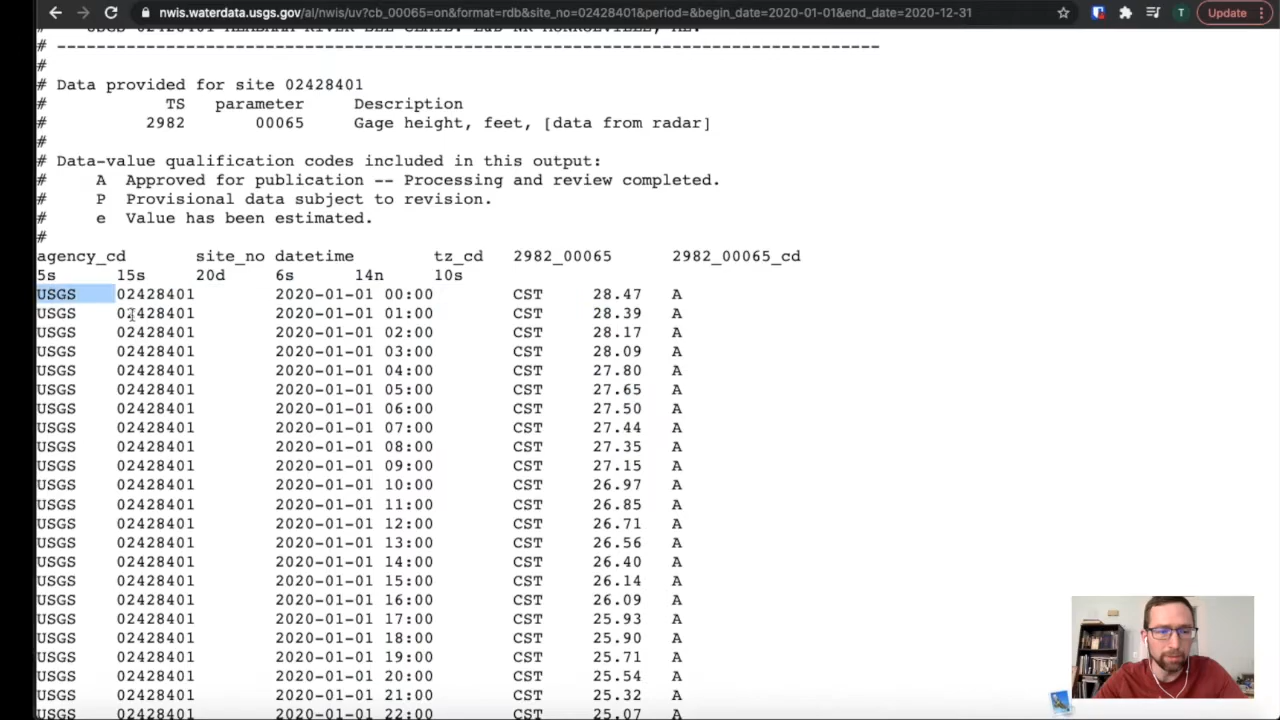 nwis.waterdata.usgs.gov/al/nwis/uv?cb_00065=on&format=rdb&site_no=02428401&period=&begin_date=2020-01-01&end_date=2020-12-31 T Update
# USGS 02428401 ALABAMA RIVER
# ---------------------------------------------------------------------------------
#
# Data provided for site 02428401
# TS parameter Description
# 2982 00065 Gage height, feet, [data from radar]
#
# Data-value qualification codes included in this output:
# A Approved for publication -- Processing and review completed.
# P Provisional data subject to revision.
# e Value has been estimated.
#
agency_cd site_no datetime tz_cd 2982_00065 2982_00065_cd
5s 15s 20d 6s 14n 10s
USGS 02428401 2020-01-01 00:00 CST 28.47 A
USGS 02428401 2020-01-01 01:00 CST 28.39 A
USGS 02428401 2020-01-01 02:00 CST 28.17 A
USGS 02428401 2020-01-01 03:00 CST 28.09 A
USGS 02428401 2020-01-01 04:00 CST 27.80 A
USGS 02428401 2020-01-01 05:00 CST 27.65 A
USGS 02428401 2020-01-01 06:00 CST 27.50 A
USGS 02428401 2020-01-01 07:00 CST 27.44 A
USGS 02428401 2020-01-01 08:00 CST 27.35 A
USGS 02428401 2020-01-01 09:00 CST 27.15 A
USGS 02428401 2020-01-01 10:00 CST 26.97 A
USGS 02428401 2020-01-01 11:00 CST 26.85 A
USGS 02428401 2020-01-01 12:00 CST 26.71 A
USGS 02428401 2020-01-01 13:00 CST 26.56 A
USGS 02428401 2020-01-01 14:00 CST 26.40 A
USGS 02428401 2020-01-01 15:00 CST 26.14 A
USGS 02428401 2020-01-01 16:00 CST 26.09 A
USGS 02428401 2020-01-01 17:00 CST 25.93 A
USGS 02428401 2020-01-01 18:00 CST 25.90 A
USGS 02428401 2020-01-01 19:00 CST 25.71 A
USGS 02428401 2020-01-01 20:00 CST 25.54 A
USGS 02428401 2020-01-01 21:00 CST 25.32 A
USGS 02428401 2020-01-01 22:00 CST 25.07 A